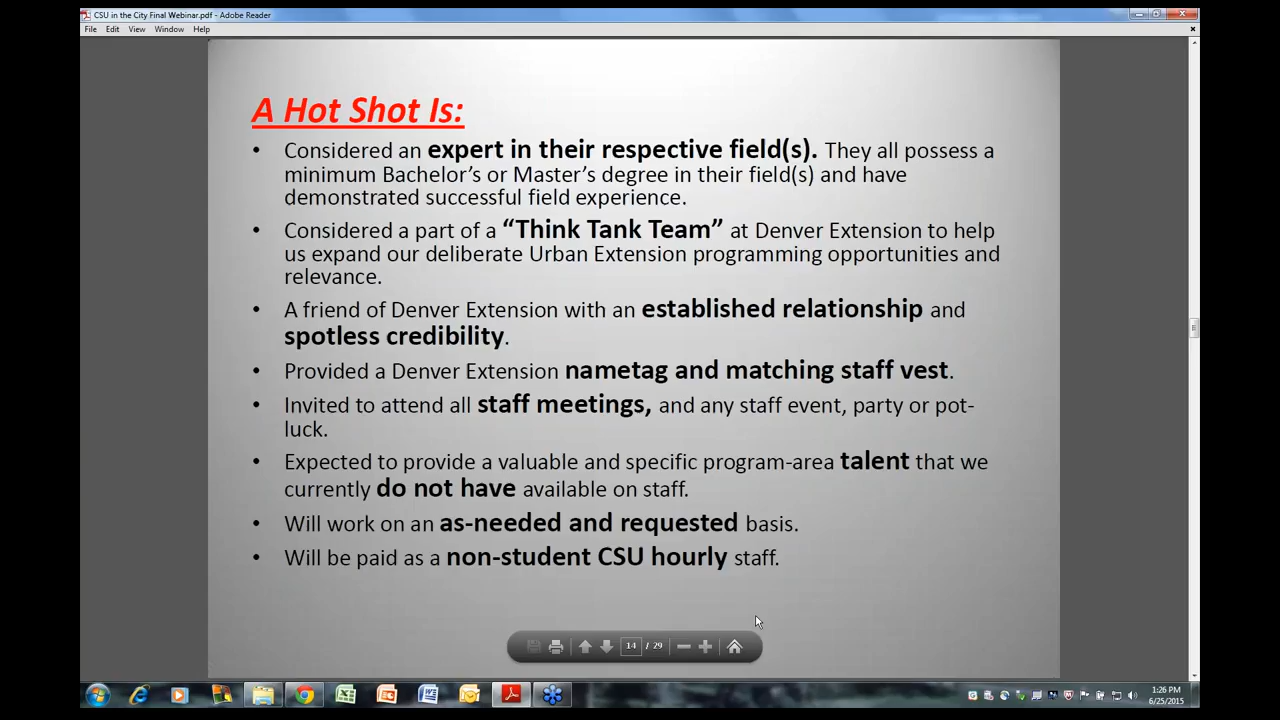 CSU in the City Final Webinar.pdf - Adobe Reader
File Edit View Window Help
A Hot Shot Is:
• Considered an expert in their respective field(s). They all possess a
minimum Bachelor's or Master's degree in their field(s) and have
demonstrated successful field experience.
• Considered a part of a “Think Tank Team” at Denver Extension to help
us expand our deliberate Urban Extension programming opportunities and
relevance.
• A friend of Denver Extension with an established relationship and
spotless credibility.
• Provided a Denver Extension nametag and matching staff vest.
• Invited to attend all staff meetings, and any staff event, party or pot-
luck.
• Expected to provide a valuable and specific program-area talent that we
currently do not have available on staff.
• Will work on an as-needed and requested basis.
• Will be paid as a non-student CSU hourly staff.
14 / 29
1:26 PM
6/25/2015